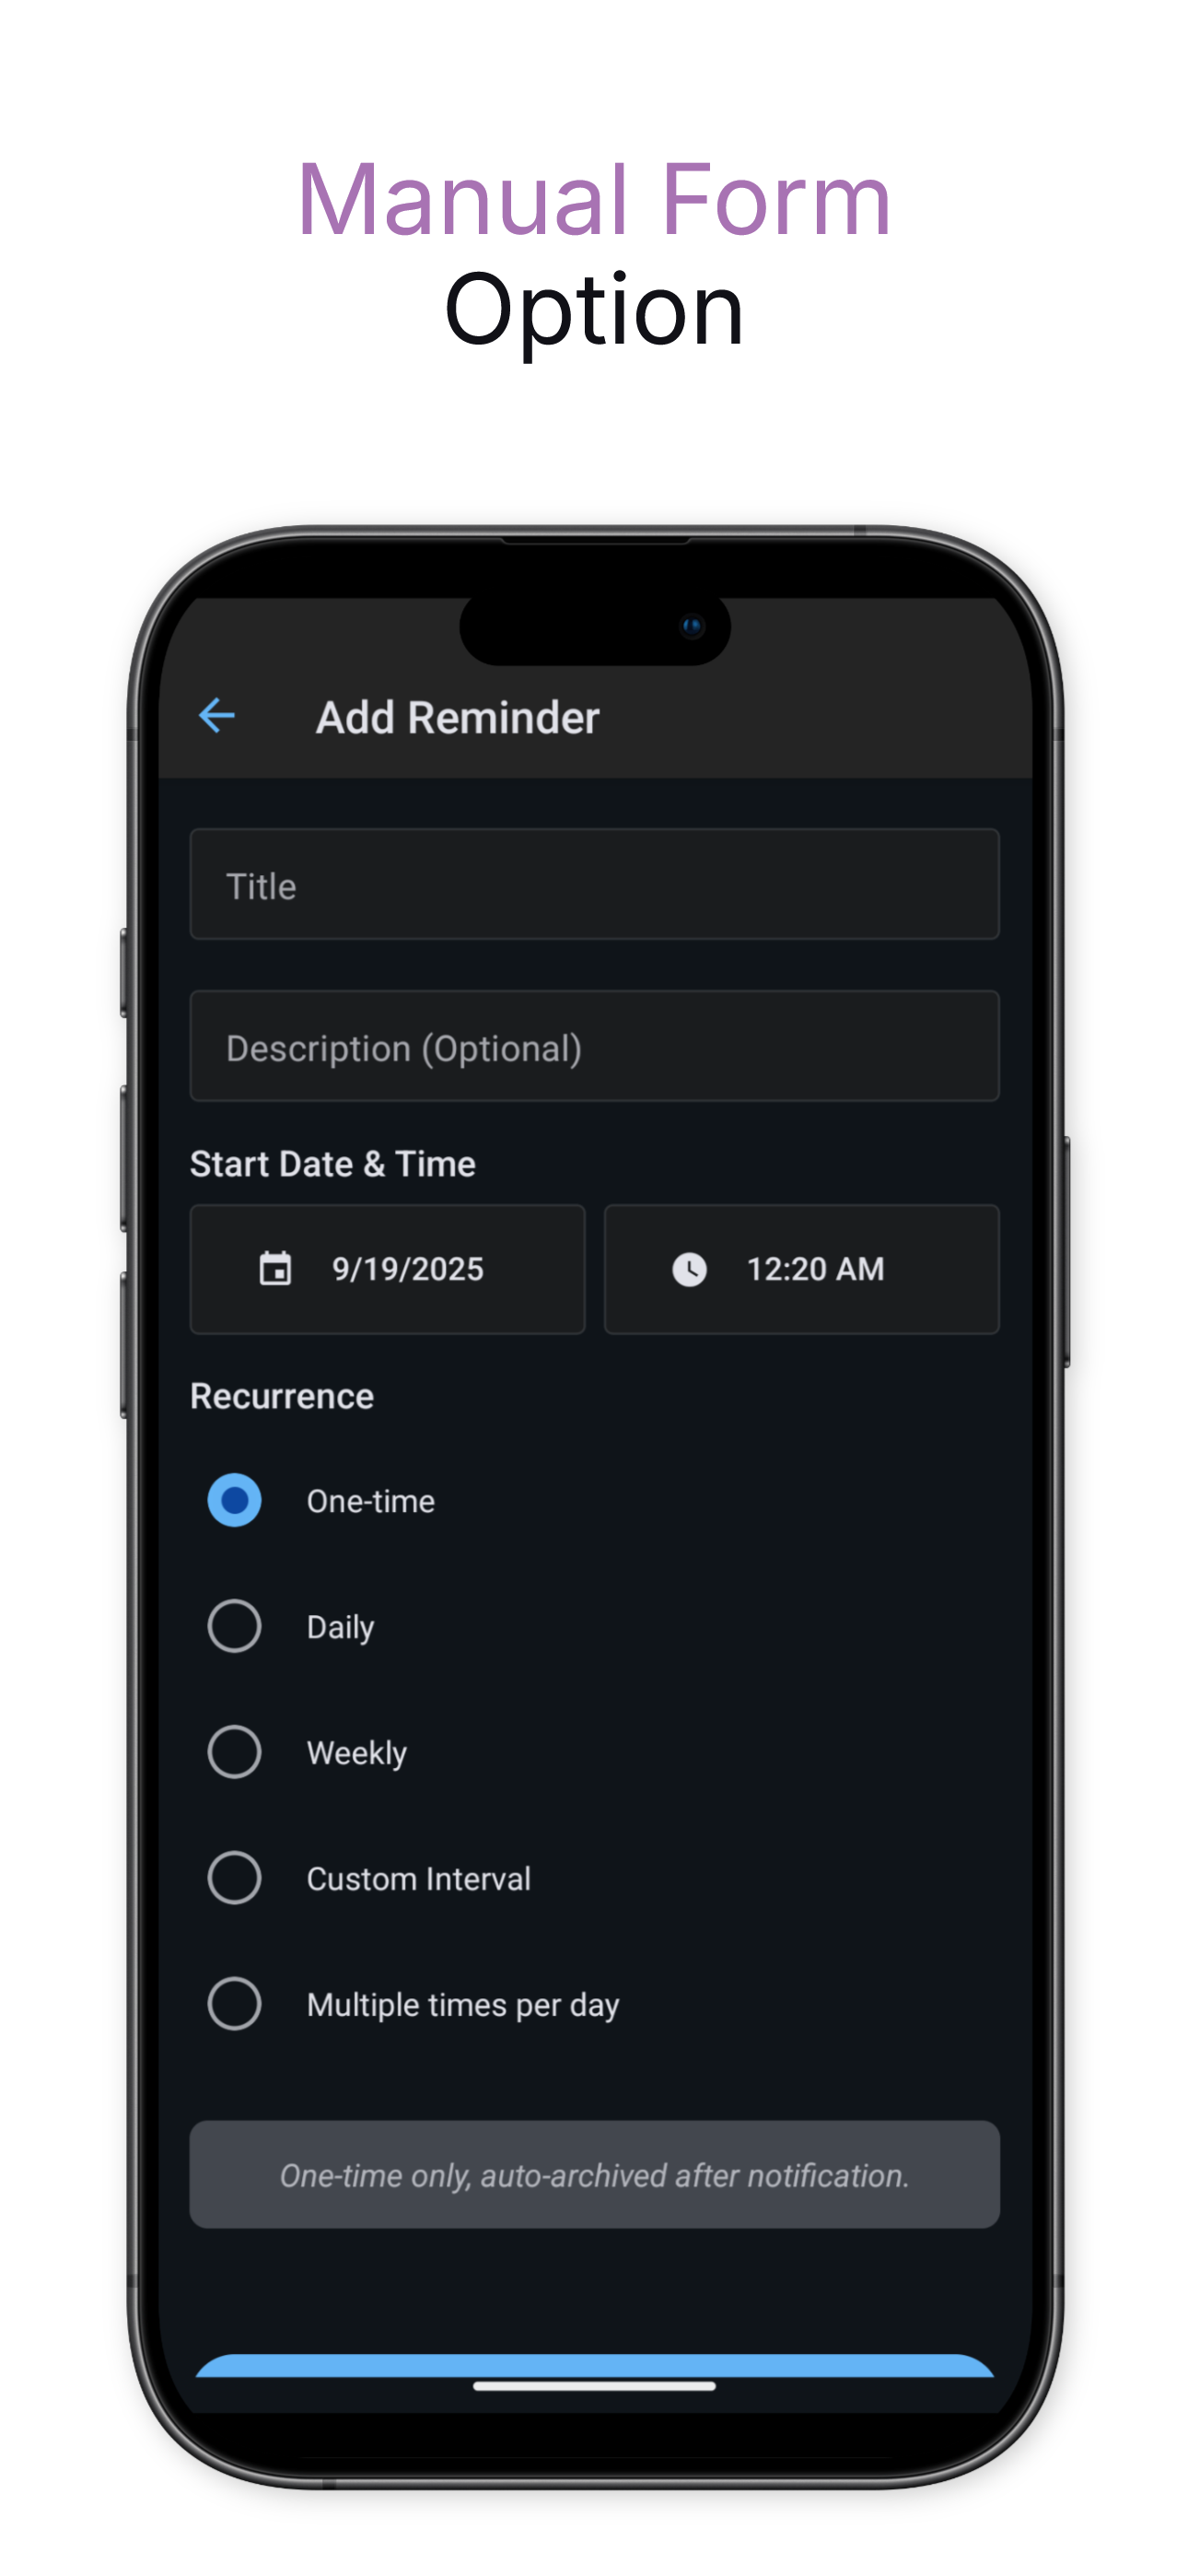 Manual Form
Option
Add Reminder
Title
Description (Optional)
Start Date & Time
9/19/2025
12:20 AM
Recurrence
One-time
Daily
Weekly
Custom Interval
Multiple times per day
One-time only, auto-archived after notification.